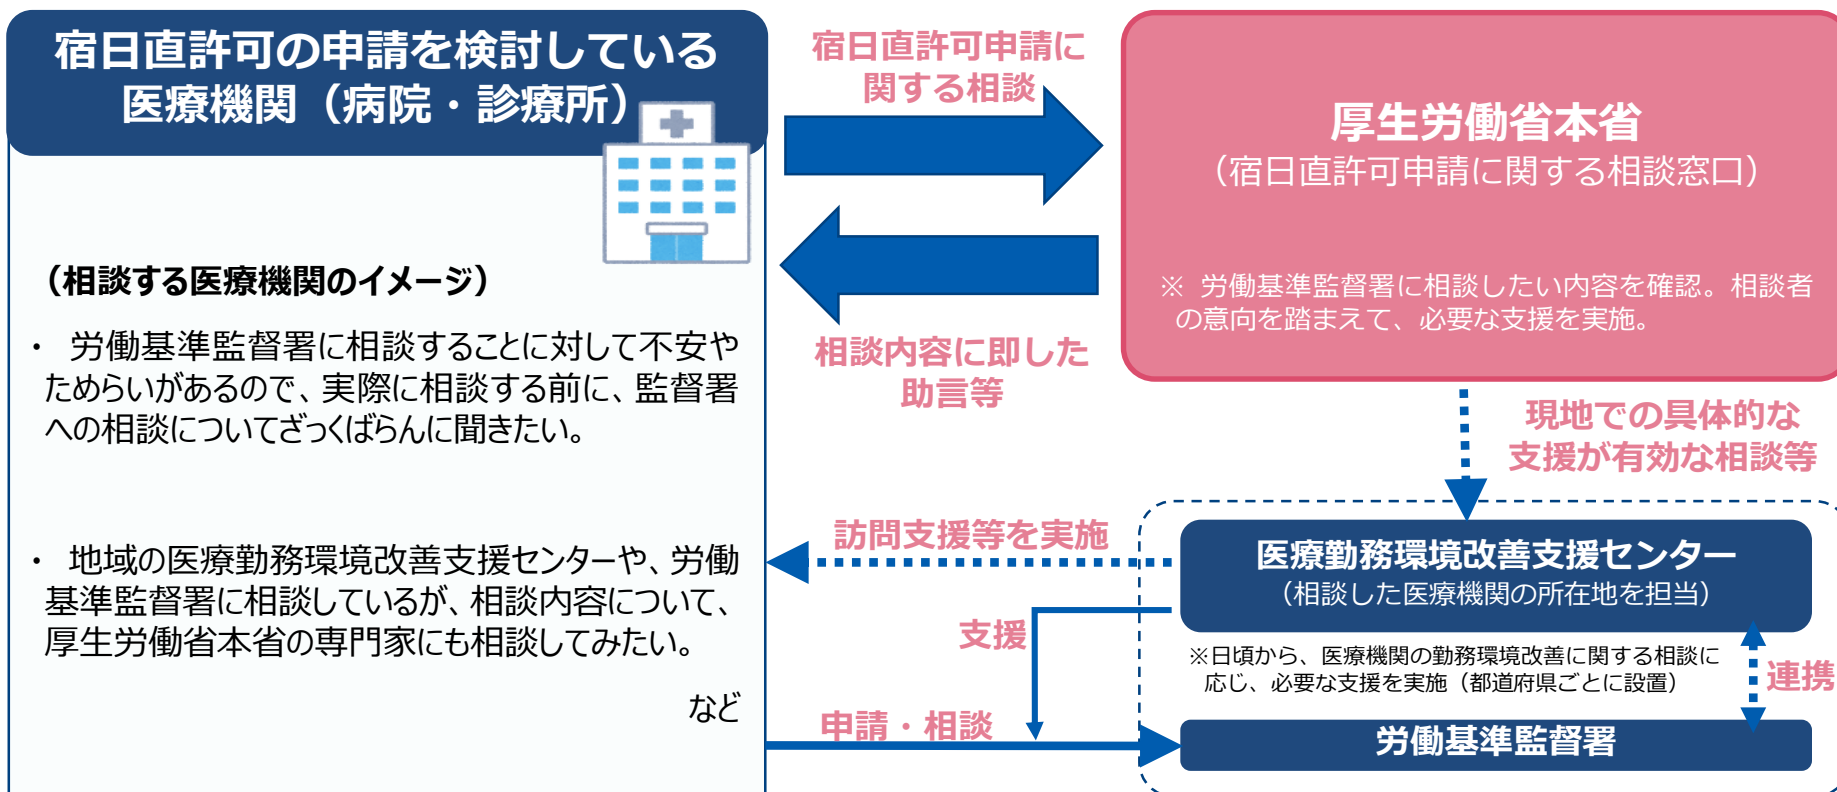 宿日直許可の申請を検討している
医療機関（病院・診療所）
（相談する医療機関のイメージ）
・ 労働基準監督署に相談することに対して不安や
ためらいがあるので、実際に相談する前に、監督署
への相談についてざっくばらんに聞きたい。
・ 地域の医療勤務環境改善支援センターや、労働
基準監督署に相談しているが、相談内容について、
厚生労働省本省の専門家にも相談してみたい。
など
宿日直許可申請に
関する相談
相談内容に即した
助言等
厚生労働省本省
（宿日直許可申請に関する相談窓口）
※ 労働基準監督署に相談したい内容を確認。相談者
の意向を踏まえて、必要な支援を実施。
現地での具体的な
支援が有効な相談等
訪問支援等を実施
医療勤務環境改善支援センター
（相談した医療機関の所在地を担当）
支援
※日頃から、医療機関の勤務環境改善に関する相談に
応じ、必要な支援を実施（都道府県ごとに設置）
連携
申請・相談
労働基準監督署